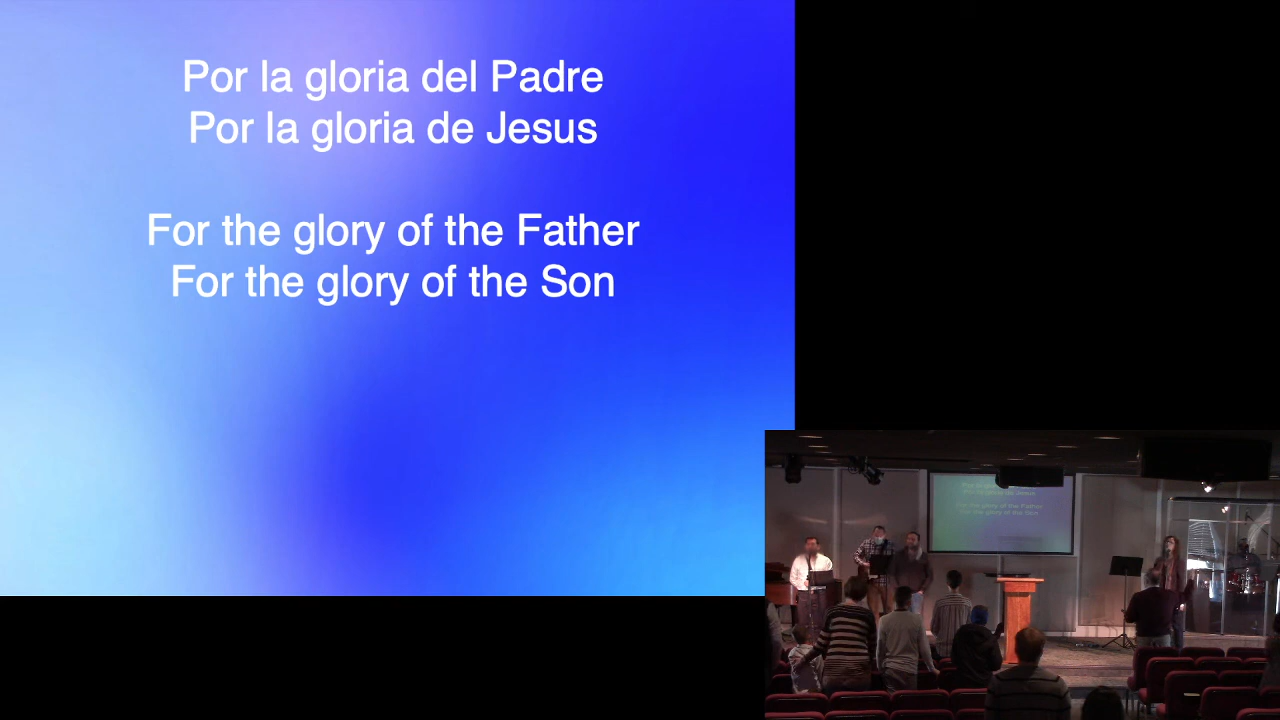 Por la gloria del Padre
Por la gloria de Jesus
For the glory of the Father
For the glory of the Son